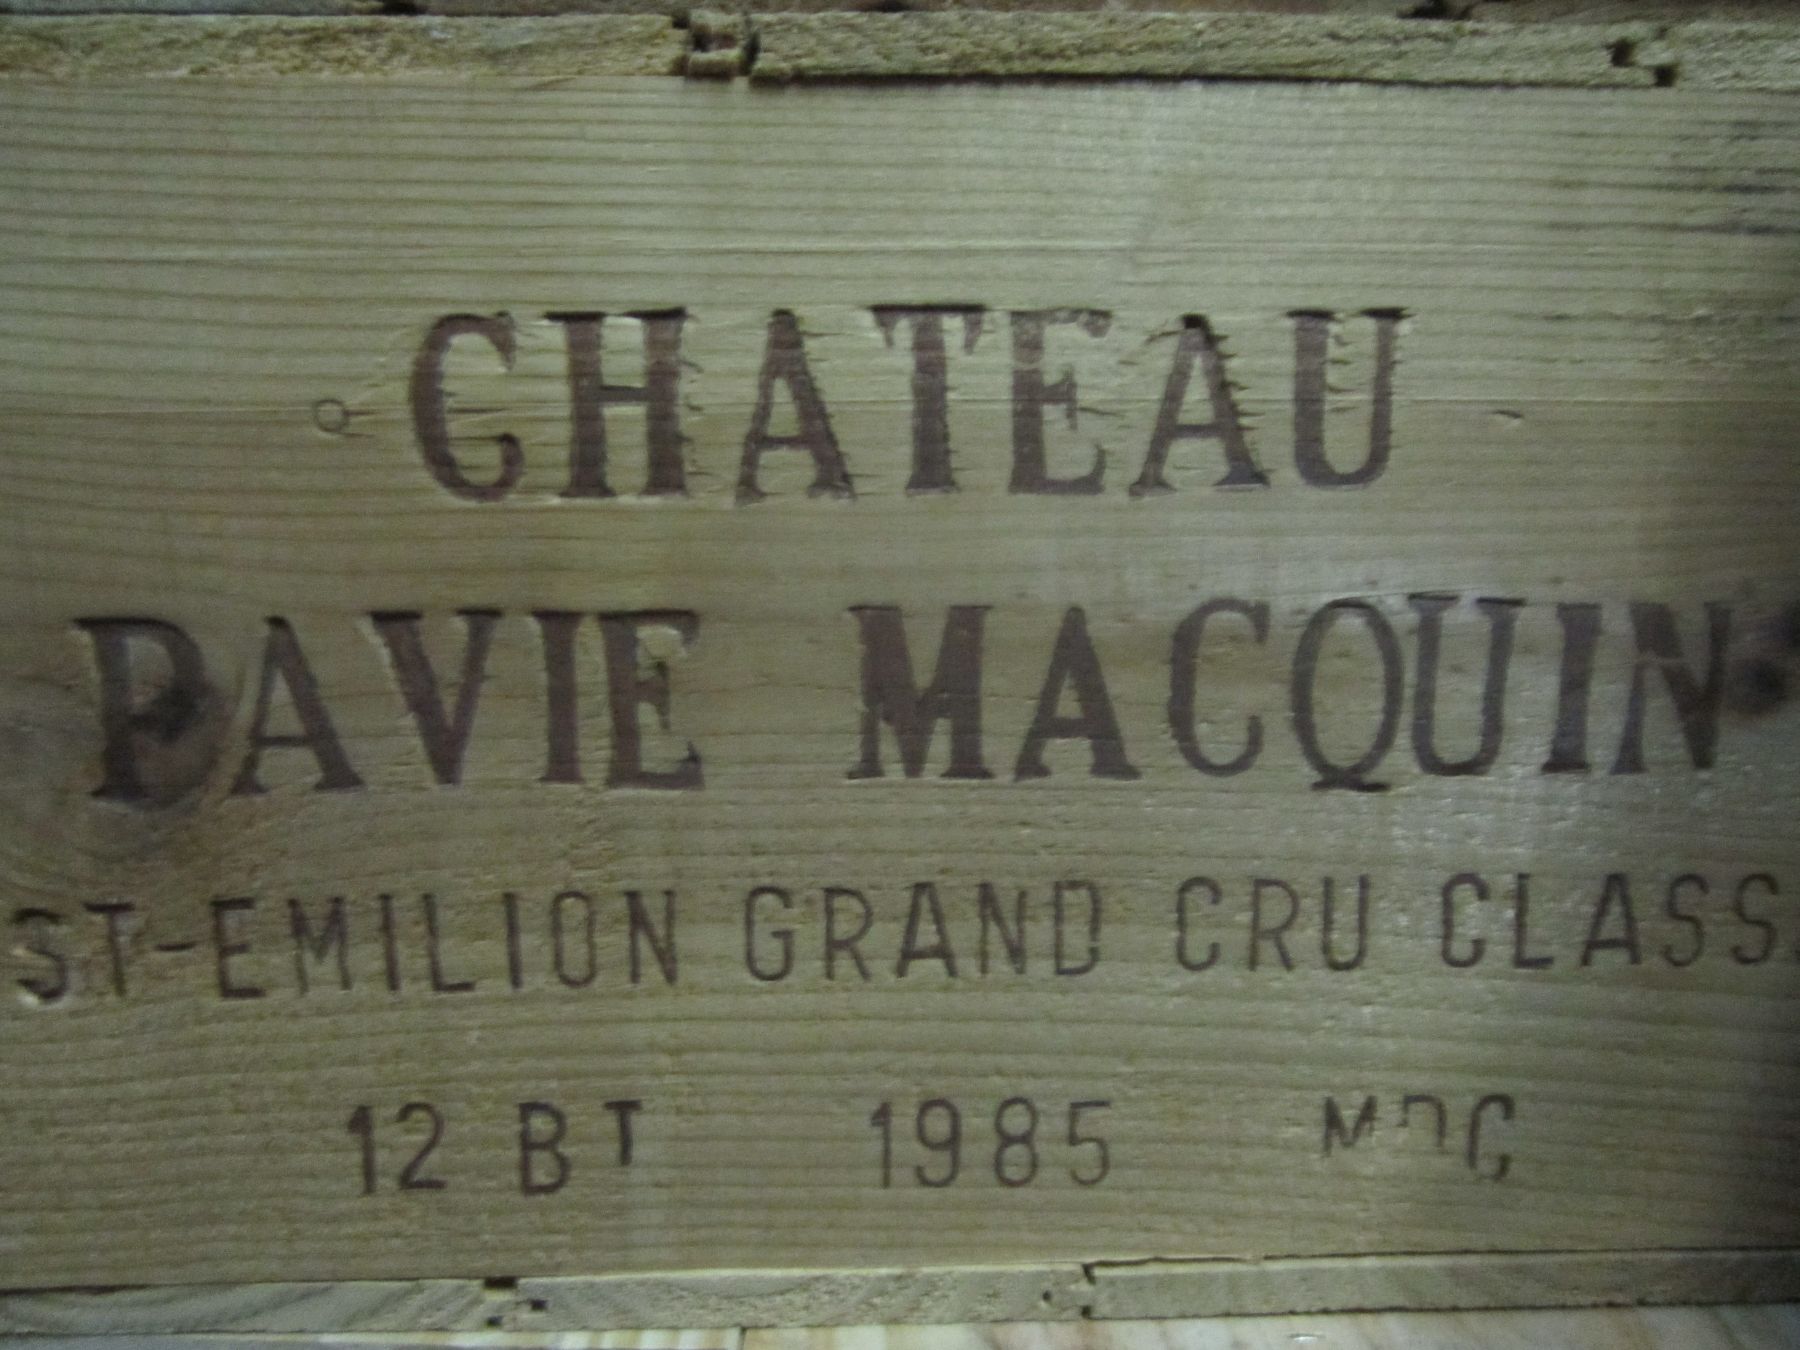 CHATEAU
PAVIE MACQUIN
ST-EMILION GRAND CRU CLASS.
12 BT 1985